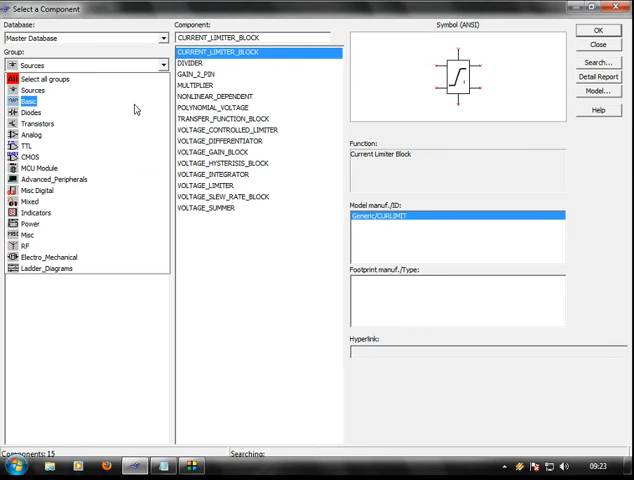 Select a Component
Database:
Master Database
Group:
Sources
Select all groups
Sources
Basic
Diodes
Transistors
Analog
TTL
CMOS
MCU Module
Advanced_Peripherals
Misc Digital
Mixed
Indicators
Power
Misc
RF
Electro_Mechanical
Ladder_Diagrams
Component:
CURRENT_LIMITER_BLOCK
CURRENT_LIMITER_BLOCK
DIVIDER
GAIN_2_PIN
MULTIPLIER
NONLINEAR_DEPENDENT
POLYNOMIAL_VOLTAGE
TRANSFER_FUNCTION_BLOCK
VOLTAGE_CONTROLLED_LIMITER
VOLTAGE_DIFFERENTIATOR
VOLTAGE_GAIN_BLOCK
VOLTAGE_HYSTERISIS_BLOCK
VOLTAGE_INTEGRATOR
VOLTAGE_LIMITER
VOLTAGE_SLEW_RATE_BLOCK
VOLTAGE_SUMMER
Symbol (ANSI)
Function:
Current Limiter Block
Model manuf./ID:
Generic/CURLIMIT
Footprint manuf./Type:
Hyperlink:
OK
Close
Search...
Detail Report
Model...
Help
Components: 15
Searching:
09:23